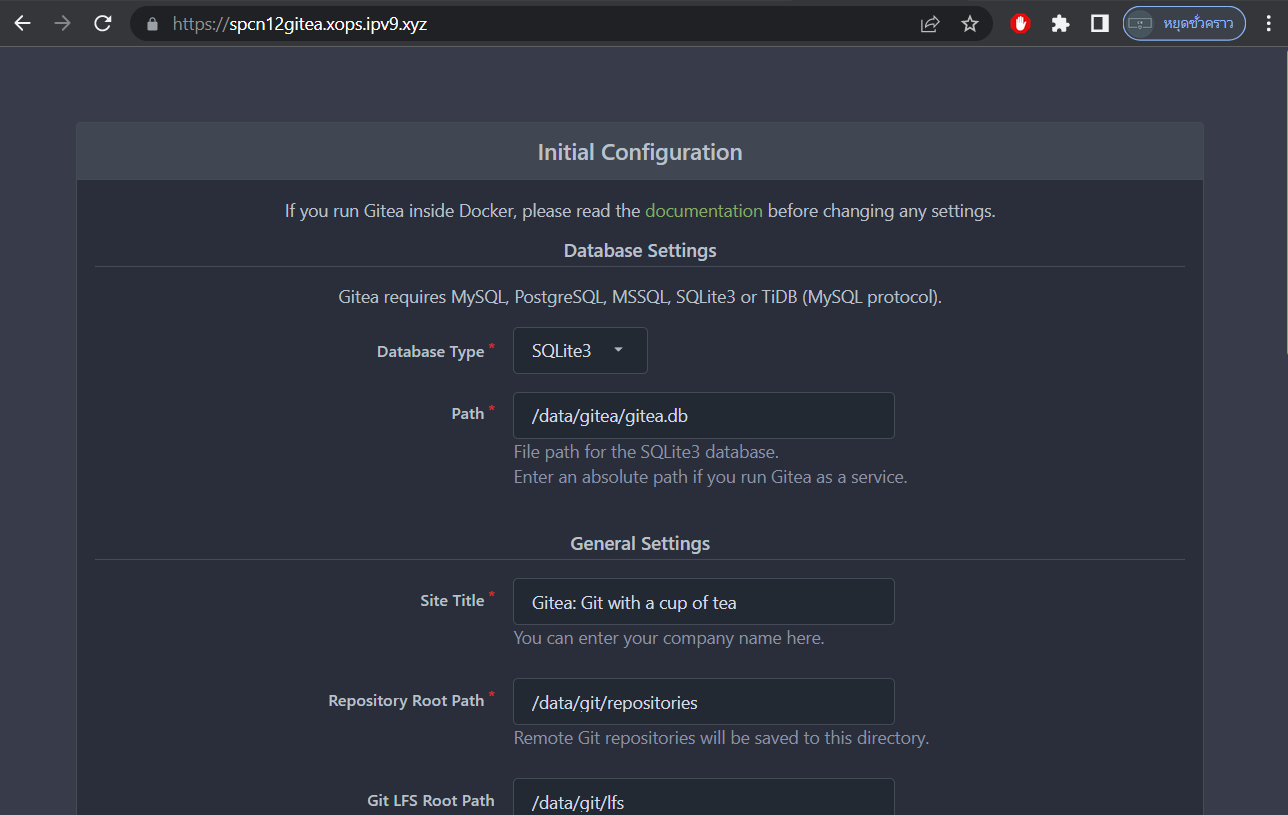 https://spcn12gitea.xops.ipv9.xyz
หยุดชั่วคราว
Initial Configuration
If you run Gitea inside Docker, please read the documentation before changing any settings.
Database Settings
Gitea requires MySQL, PostgreSQL, MSSQL, SQLite3 or TiDB (MySQL protocol).
Database Type *
SQLite3
Path *
/data/gitea/gitea.db
File path for the SQLite3 database.
Enter an absolute path if you run Gitea as a service.
General Settings
Site Title *
Gitea: Git with a cup of tea
You can enter your company name here.
Repository Root Path *
/data/git/repositories
Remote Git repositories will be saved to this directory.
Git LFS Root Path
/data/git/lfs